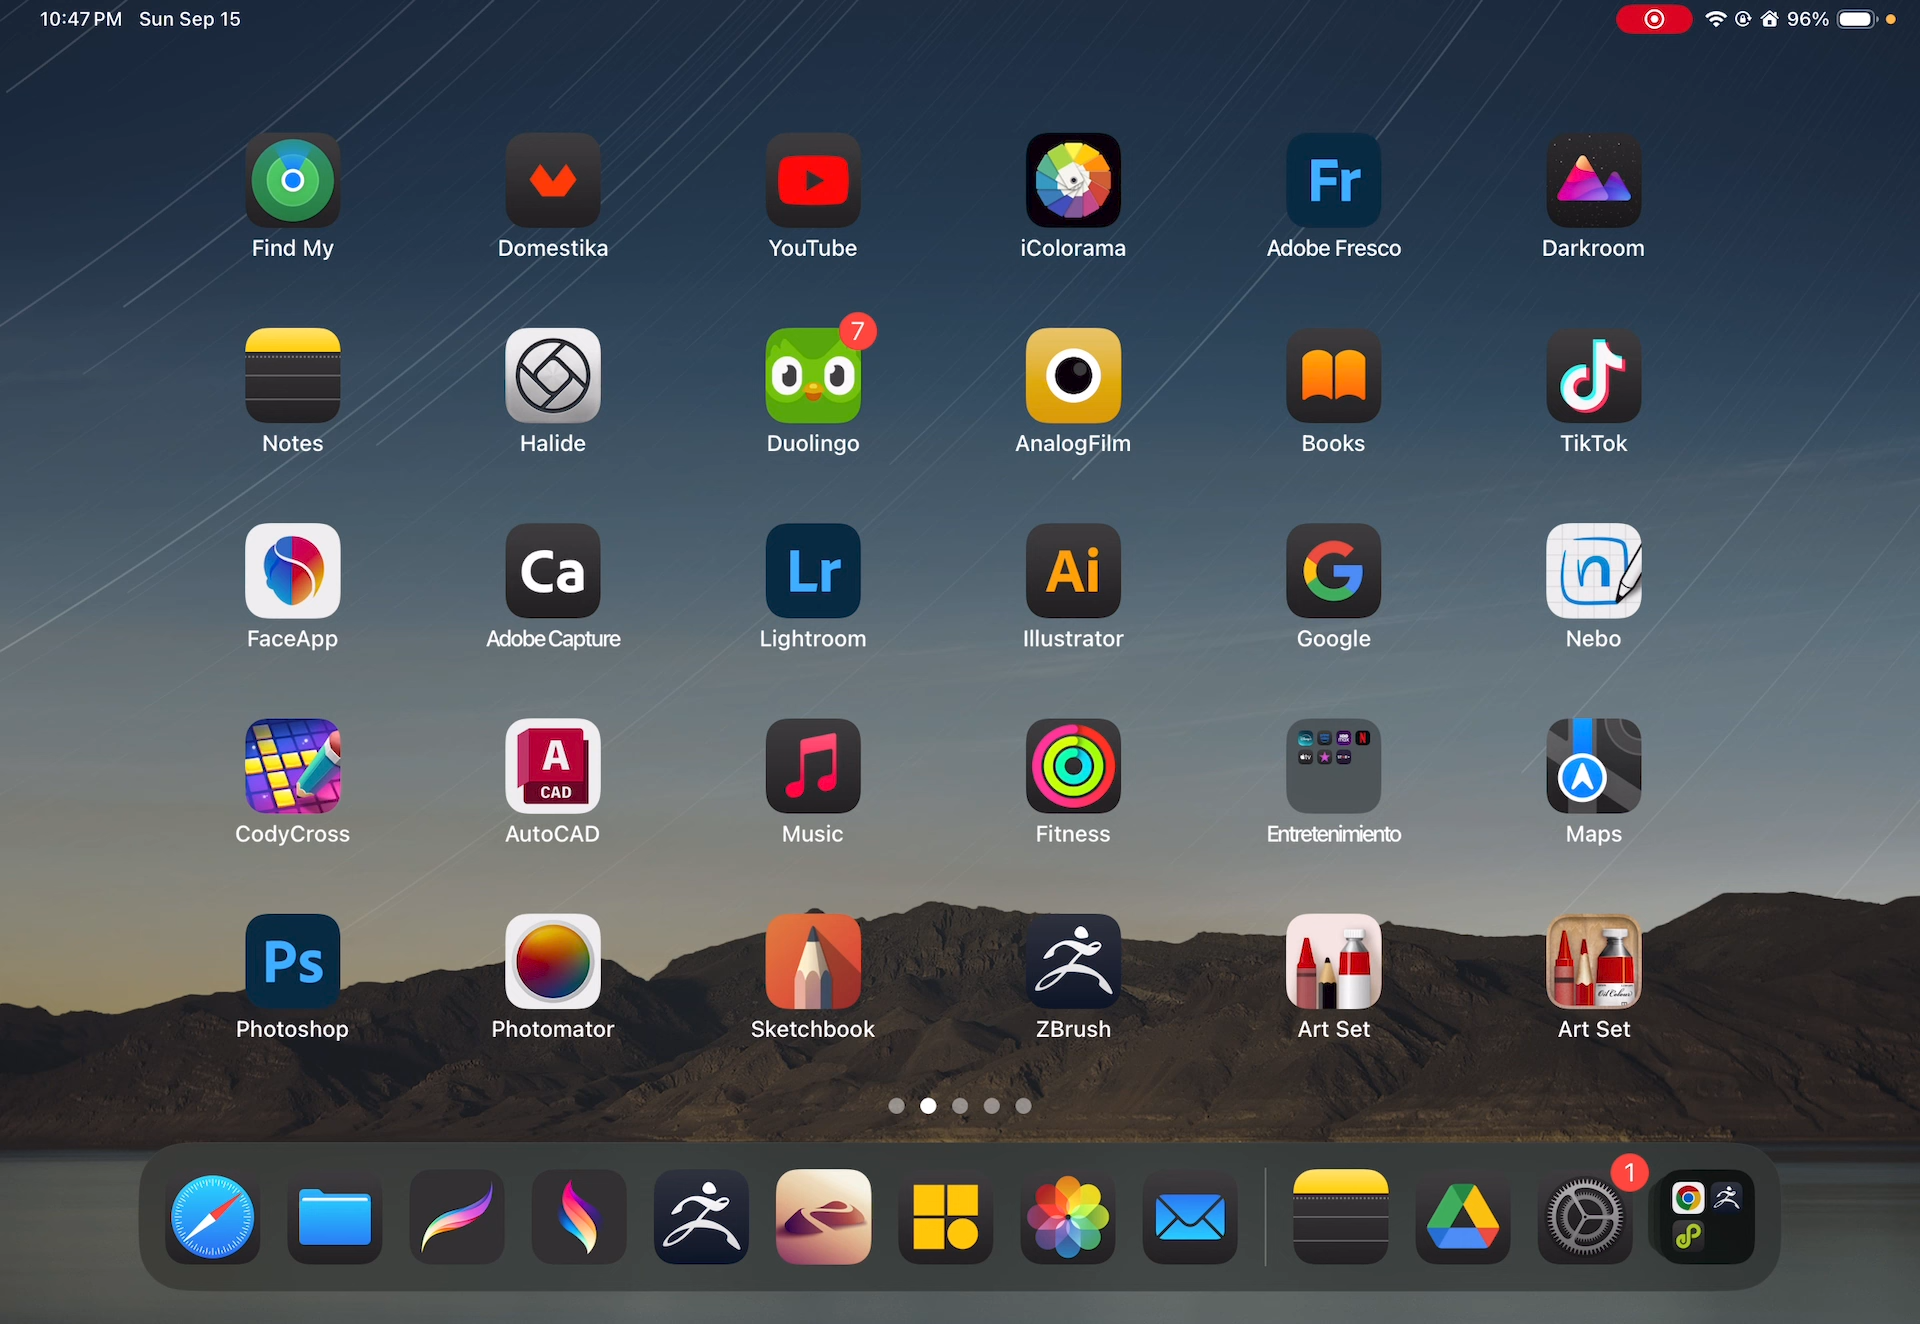 10:47 PM Sun Sep 15
96%
Find My
Domestika
YouTube
iColorama
Fr
Adobe Fresco
Darkroom
Notes
Halide
7
Duolingo
AnalogFilm
Books
TikTok
FaceApp
Ca
Adobe Capture
Lr
Lightroom
Ai
Illustrator
G
Google
n
Nebo
CodyCross
A
CAD
AutoCAD
Music
Fitness
Entretenimiento
Maps
Ps
Photoshop
Photomator
Sketchbook
ZBrush
Art Set
Oil Colour
Art Set
1